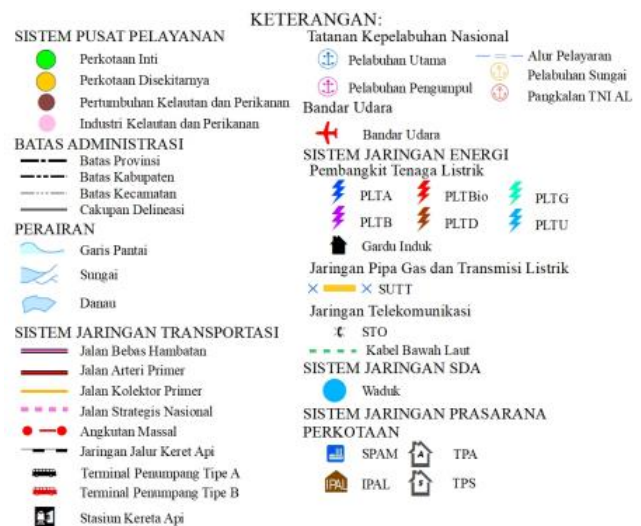 KETERANGAN:
SISTEM PUSAT PELAYANAN
Perkotaan Inti
Perkotaan Disekitarnya
Pertumbuhan Kelautan dan Perikanan
Industri Kelautan dan Perikanan
BATAS ADMINISTRASI
Batas Provinsi
Batas Kabupaten
Batas Kecamatan
Cakupan Delineasi
PERAIRAN
Garis Pantai
Sungai
Danau
SISTEM JARINGAN TRANSPORTASI
Jalan Bebas Hambatan
Jalan Arteri Primer
Jalan Kolektor Primer
Jalan Strategis Nasional
Angkutan Massal
Jaringan Jalur Keret Api
Terminal Penumpang Tipe A
Terminal Penumpang Tipe B
Stasiun Kereta Api
Tatanan Kepelabuhan Nasional
Pelabuhan Utama
Alur Pelayaran
Pelabuhan Sungai
Pelabuhan Pengumpul
Pangkalan TNI AL
Bandar Udara
Bandar Udara
SISTEM JARINGAN ENERGI
Pembangkit Tenaga Listrik
PLTA PLTBio PLTG
PLTB PLTD PLTU
Gardu Induk
Jaringan Pipa Gas dan Transmisi Listrik
SUTT
Jaringan Telekomunikasi
STO
Kabel Bawah Laut
SISTEM JARINGAN SDA
Waduk
SISTEM JARINGAN PRASARANA
PERKOTAAN
SPAM A TPA
IPAL IPAL S TPS